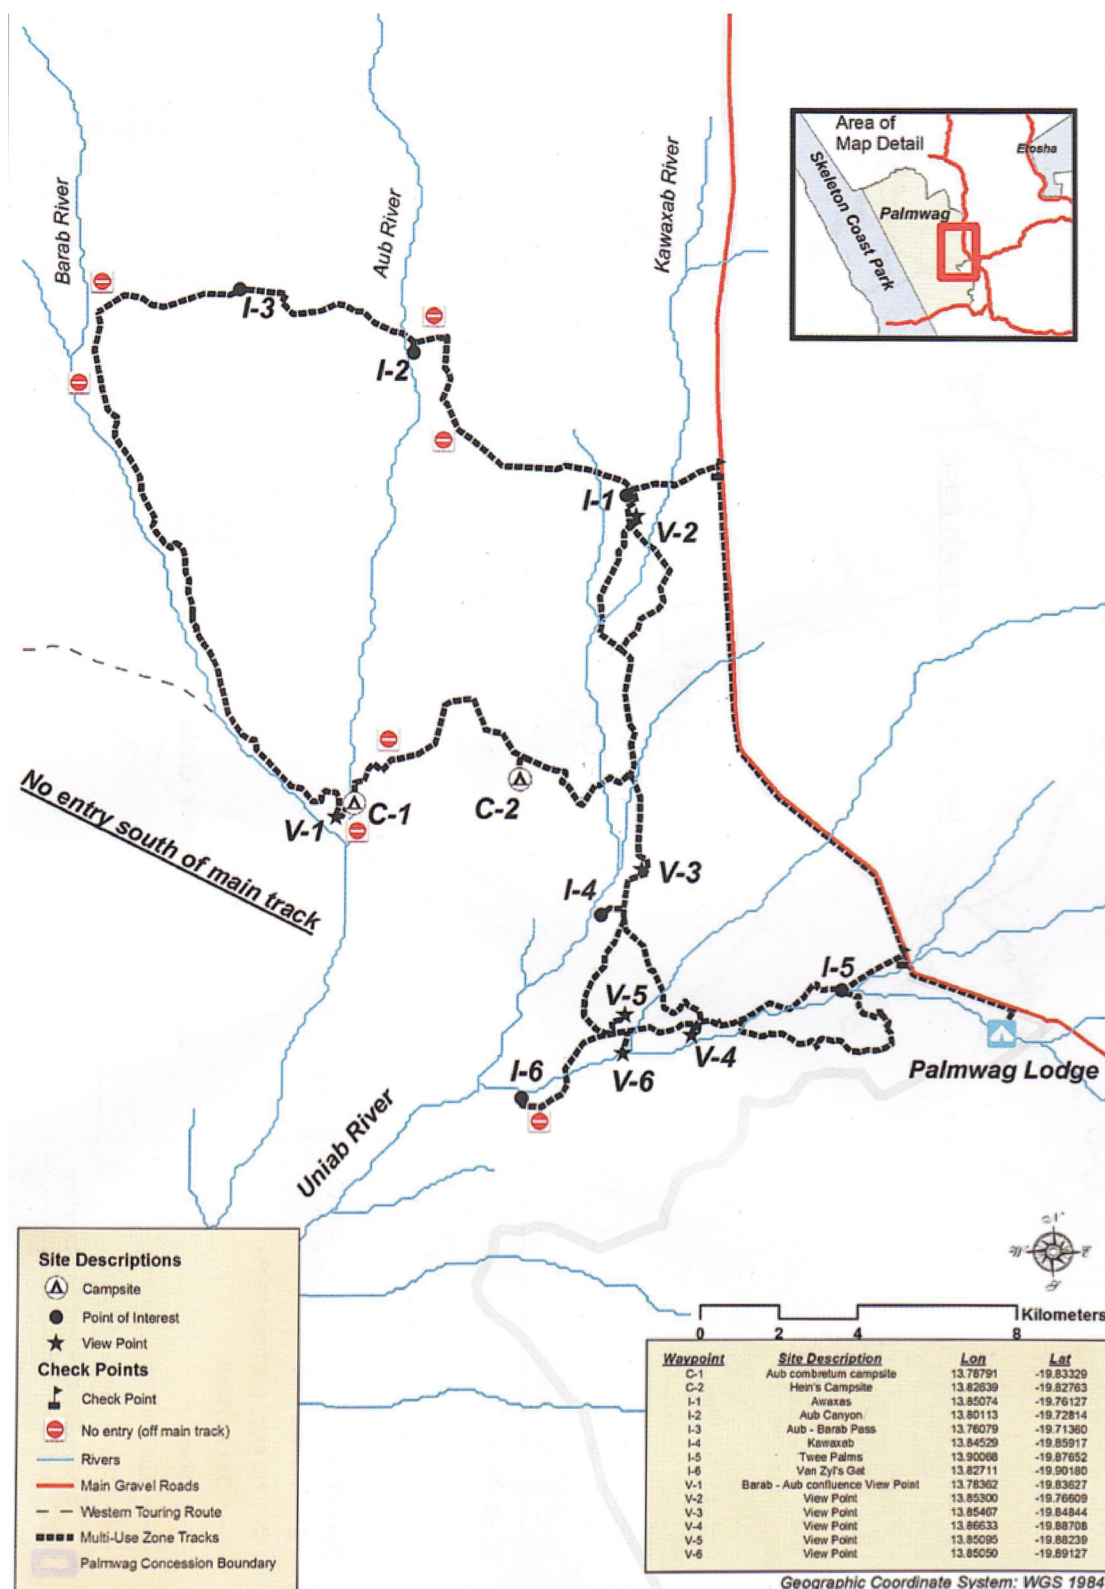 Area of
Map Detail
Etosha
Skeleton Coast Park
Palmwag
Barab River
Aub River
Kawaxab River
I-3
I-2
I-1
V-2
No entry south of main track
V-1
C-1
C-2
V-3
I-4
I-5
V-5
V-4
V-6
I-6
Palmwag Lodge
Uniab River
N
W
E
S
Kilometers
0 2 4 8
Site Descriptions
Campsite
Point of Interest
View Point
Check Points
Check Point
No entry (off main track)
Rivers
Main Gravel Roads
Western Touring Route
Multi-Use Zone Tracks
Palmwag Concession Boundary
Waypoint Site Description Lon Lat
C-1 Aub combretum campsite 13.78791 -19.83329
C-2 Hein's Campsite 13.82639 -19.82763
I-1 Awaxas 13.85074 -19.76127
I-2 Aub Canyon 13.80113 -19.72814
I-3 Aub - Barab Pass 13.76079 -19.71360
I-4 Kawaxab 13.84529 -19.85917
I-5 Twee Palms 13.90068 -19.87652
I-6 Van Zyl's Gat 13.82711 -19.90180
V-1 Barab - Aub confluence View Point 13.78362 -19.83627
V-2 View Point 13.85300 -19.76609
V-3 View Point 13.85467 -19.84844
V-4 View Point 13.86633 -19.88708
V-5 View Point 13.85095 -19.88239
V-6 View Point 13.85050 -19.89127
Geographic Coordinate System: WGS 1984